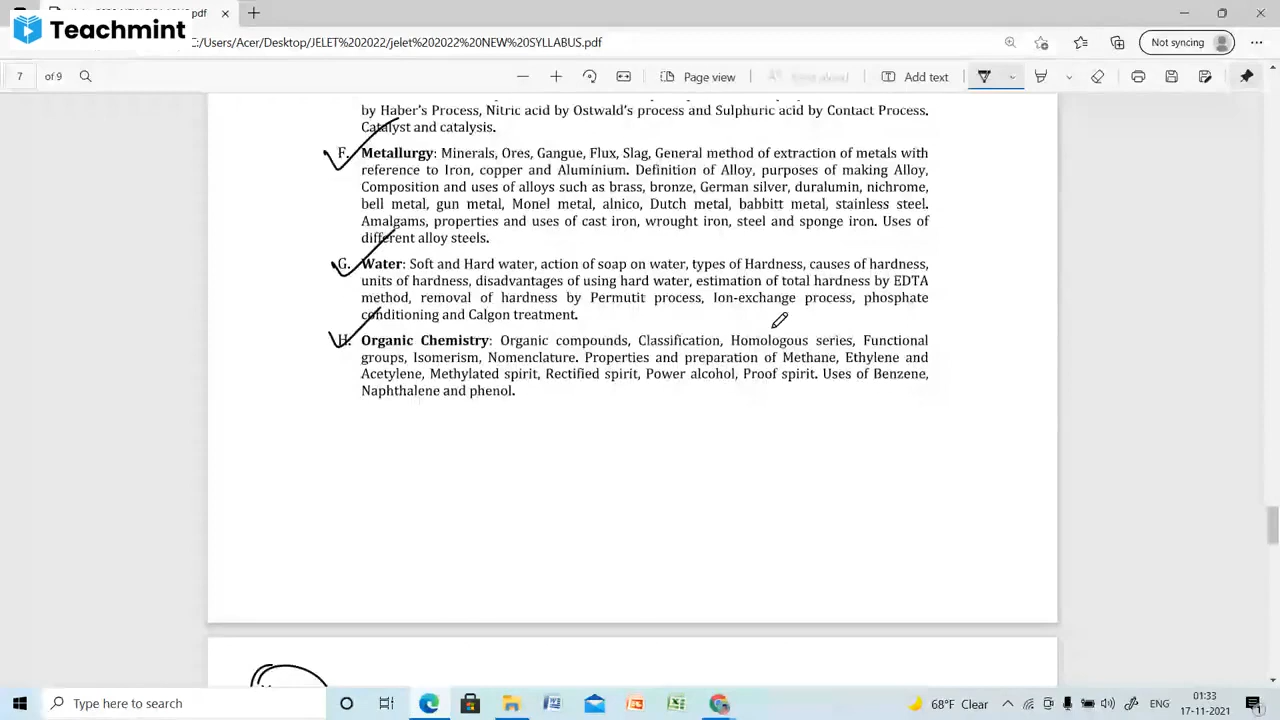 pdf
Teachmint
C:/Users/Acer/Desktop/JELET%202022/jelet%202022%20NEW%20SYLLABUS.pdf
Not syncing
7 of 9
Page view
Read aloud
Add text
by Haber's Process, Nitric acid by Ostwald's process and Sulphuric acid by Contact Process.
Catalyst and catalysis.
F. Metallurgy: Minerals, Ores, Gangue, Flux, Slag, General method of extraction of metals with
reference to Iron, copper and Aluminium. Definition of Alloy, purposes of making Alloy,
Composition and uses of alloys such as brass, bronze, German silver, duralumin, nichrome,
bell metal, gun metal, Monel metal, alnico, Dutch metal, babbitt metal, stainless steel.
Amalgams, properties and uses of cast iron, wrought iron, steel and sponge iron. Uses of
different alloy steels.
G. Water: Soft and Hard water, action of soap on water, types of Hardness, causes of hardness,
units of hardness, disadvantages of using hard water, estimation of total hardness by EDTA
method, removal of hardness by Permutit process, Ion-exchange process, phosphate
conditioning and Calgon treatment.
H. Organic Chemistry: Organic compounds, Classification, Homologous series, Functional
groups, Isomerism, Nomenclature. Properties and preparation of Methane, Ethylene and
Acetylene, Methylated spirit, Rectified spirit, Power alcohol, Proof spirit. Uses of Benzene,
Naphthalene and phenol.
Type here to search
68°F Clear
ENG
01:33
17-11-2021